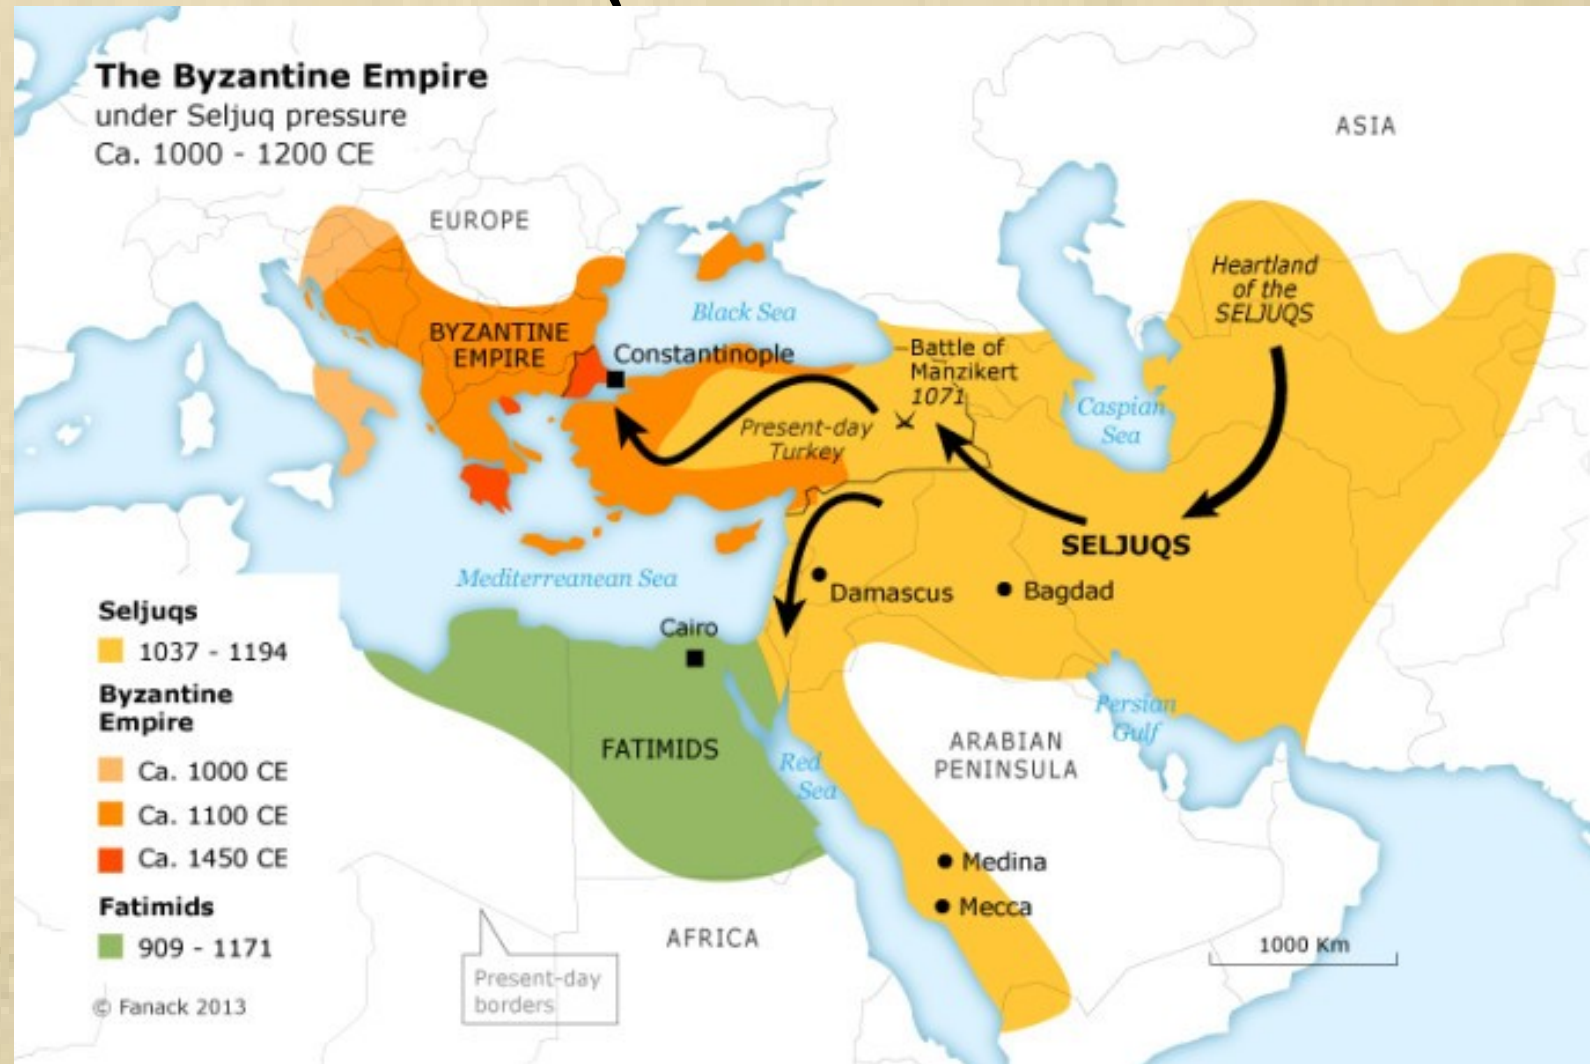 The Byzantine Empire
under Seljuq pressure
Ca. 1000 - 1200 CE
ASIA
EUROPE
Heartland
of the
SELJUQS
Black Sea
BYZANTINE
EMPIRE
Constantinople
Battle of
Manzikert
1071
Caspian
Sea
Present-day
Turkey
SELJUQS
Mediterreanean Sea
Damascus
Bagdad
Cairo
Seljuqs
1037 - 1194
Byzantine
Empire
Ca. 1000 CE
Ca. 1100 CE
Ca. 1450 CE
Fatimids
909 - 1171
© Fanack 2013
FATIMIDS
Red
Sea
Persian
Gulf
ARABIAN
PENINSULA
Medina
Mecca
AFRICA
Present-day
borders
1000 Km